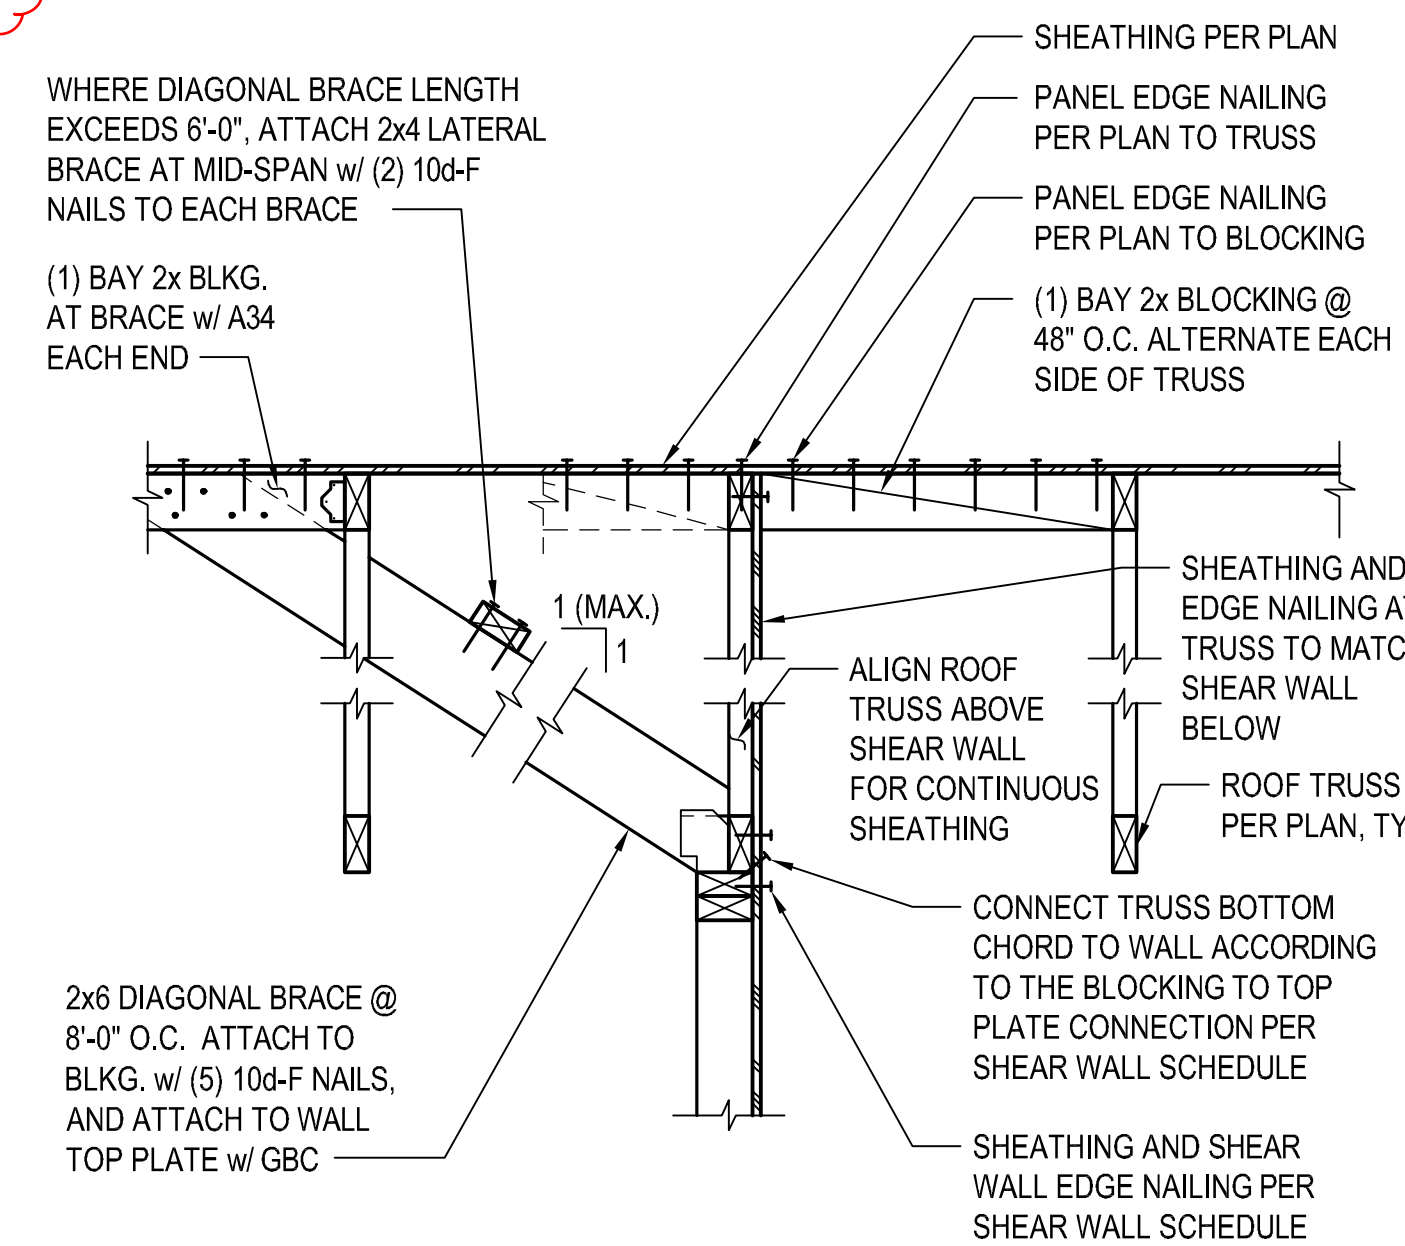 SHEATHING PER PLAN
WHERE DIAGONAL BRACE LENGTH
EXCEEDS 6'-0", ATTACH 2x4 LATERAL
BRACE AT MID-SPAN w/ (2) 10d-F
NAILS TO EACH BRACE
PANEL EDGE NAILING
PER PLAN TO TRUSS
PANEL EDGE NAILING
PER PLAN TO BLOCKING
(1) BAY 2x BLKG.
AT BRACE w/ A34
EACH END
(1) BAY 2x BLOCKING @
48" O.C. ALTERNATE EACH
SIDE OF TRUSS
1 (MAX.)
1
SHEATHING AND
EDGE NAILING AT
TRUSS TO MATC
SHEAR WALL
BELOW
ALIGN ROOF
TRUSS ABOVE
SHEAR WALL
FOR CONTINUOUS
SHEATHING
ROOF TRUSS
PER PLAN, TY
CONNECT TRUSS BOTTOM
CHORD TO WALL ACCORDING
TO THE BLOCKING TO TOP
PLATE CONNECTION PER
SHEAR WALL SCHEDULE
2x6 DIAGONAL BRACE @
8'-0" O.C. ATTACH TO
BLKG. w/ (5) 10d-F NAILS,
AND ATTACH TO WALL
TOP PLATE w/ GBC
SHEATHING AND SHEAR
WALL EDGE NAILING PER
SHEAR WALL SCHEDULE